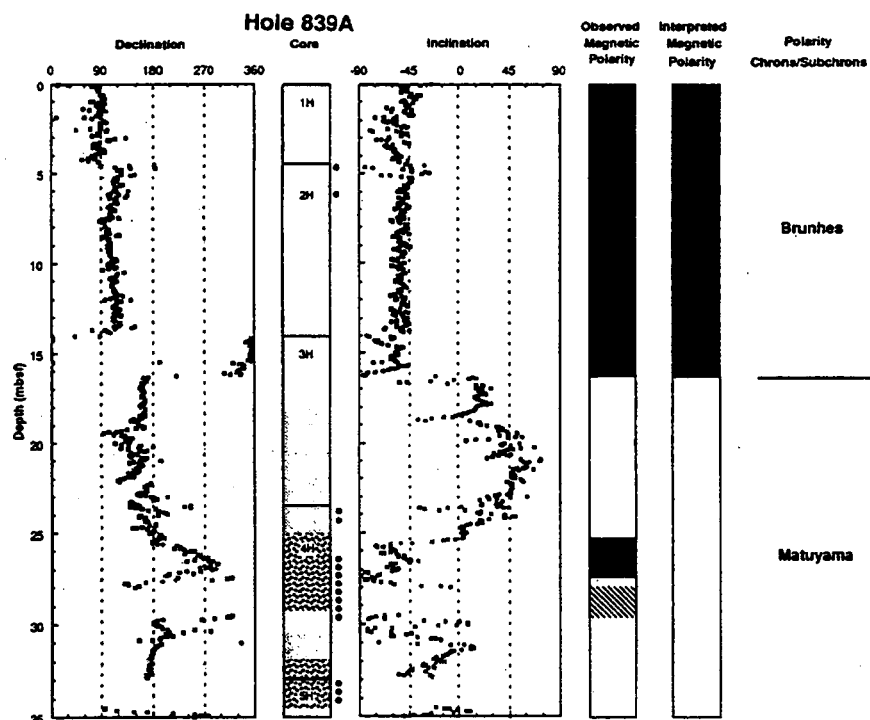 Hole 839A
Declination
Core
Inclination
Observed Magnetic Polarity
Interpreted Magnetic Polarity
Polarity Chrons/Subchrons
0 90 180 270 360
-90 -45 0 45 90
Depth (mbsf)
0
5
10
15
20
25
30
35
1H
2H
3H
4H
5H
Brunhes
Matuyama